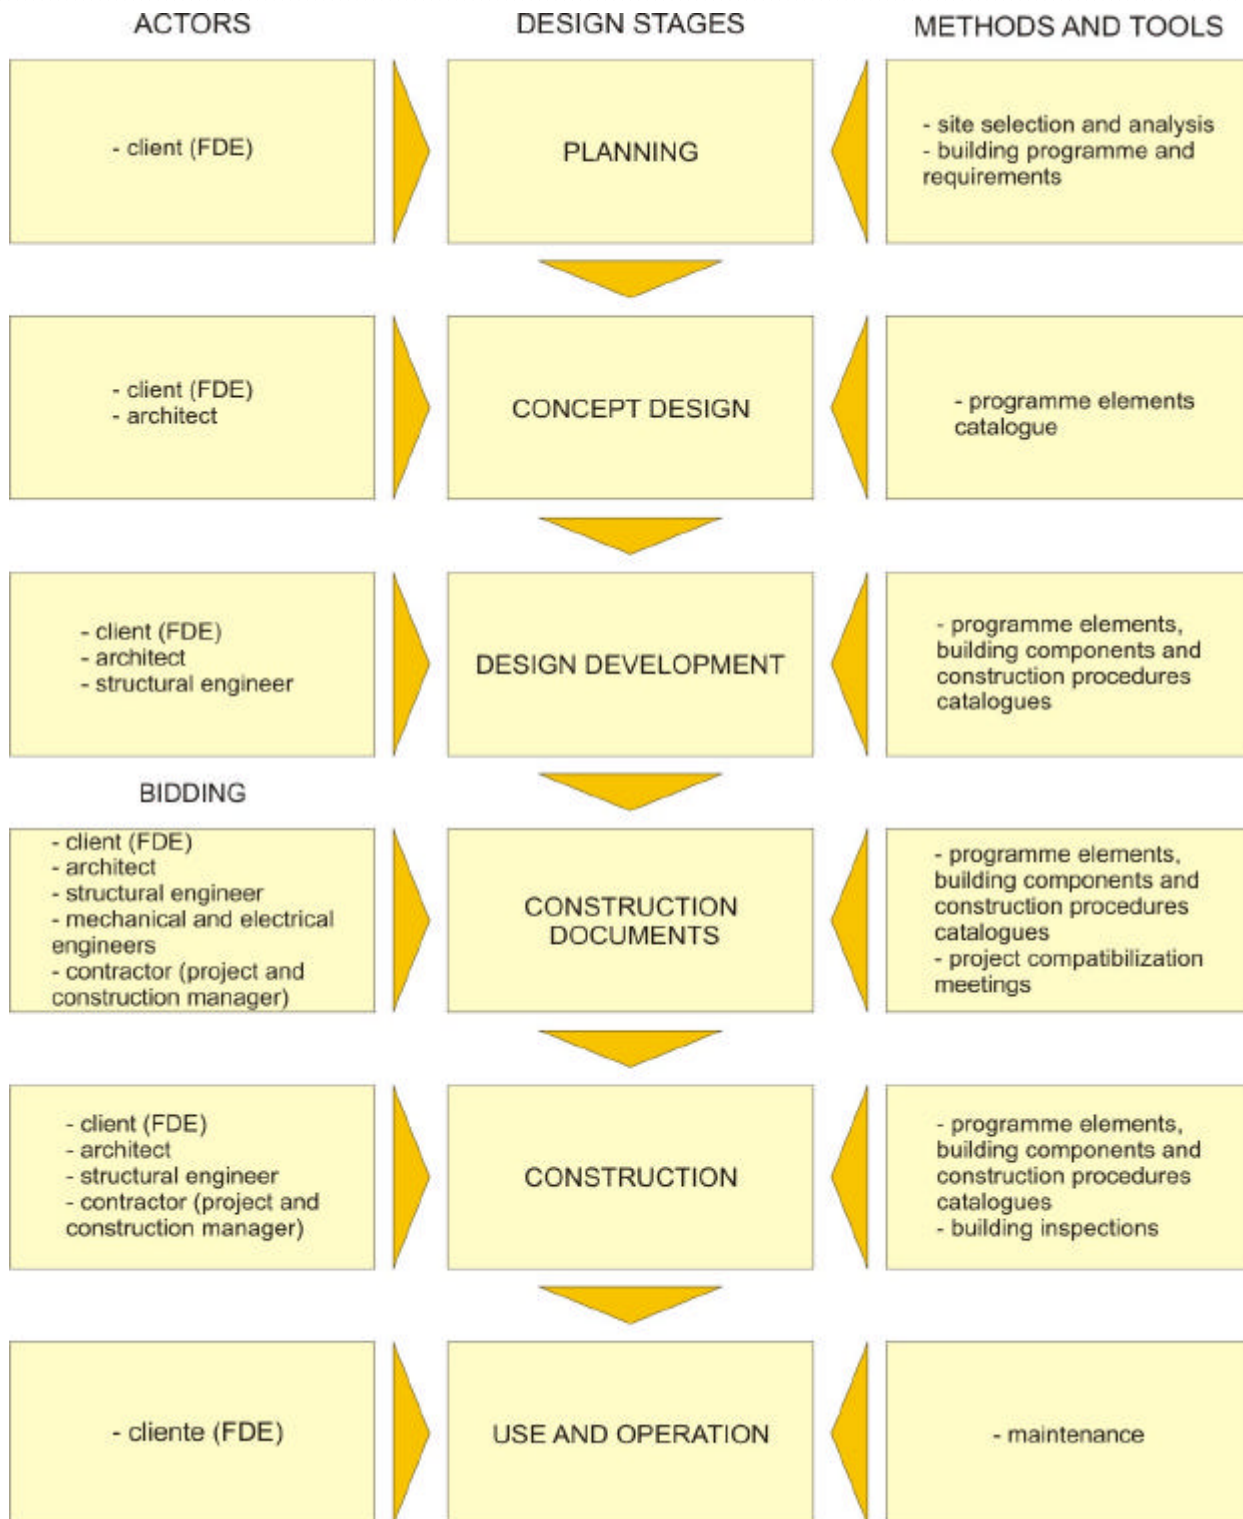 ACTORS
DESIGN STAGES
METHODS AND TOOLS
- client (FDE)
PLANNING
- site selection and analysis
- building programme and
requirements
- client (FDE)
- architect
CONCEPT DESIGN
- programme elements
catalogue
- client (FDE)
- architect
- structural engineer
DESIGN DEVELOPMENT
- programme elements,
building components and
construction procedures
catalogues
BIDDING
- client (FDE)
- architect
- structural engineer
- mechanical and electrical
engineers
- contractor (project and
construction manager)
CONSTRUCTION
DOCUMENTS
- programme elements,
building components and
construction procedures
catalogues
- project compatibilization
meetings
- client (FDE)
- architect
- structural engineer
- contractor (project and
construction manager)
CONSTRUCTION
- programme elements,
building components and
construction procedures
catalogues
- building inspections
- cliente (FDE)
USE AND OPERATION
- maintenance